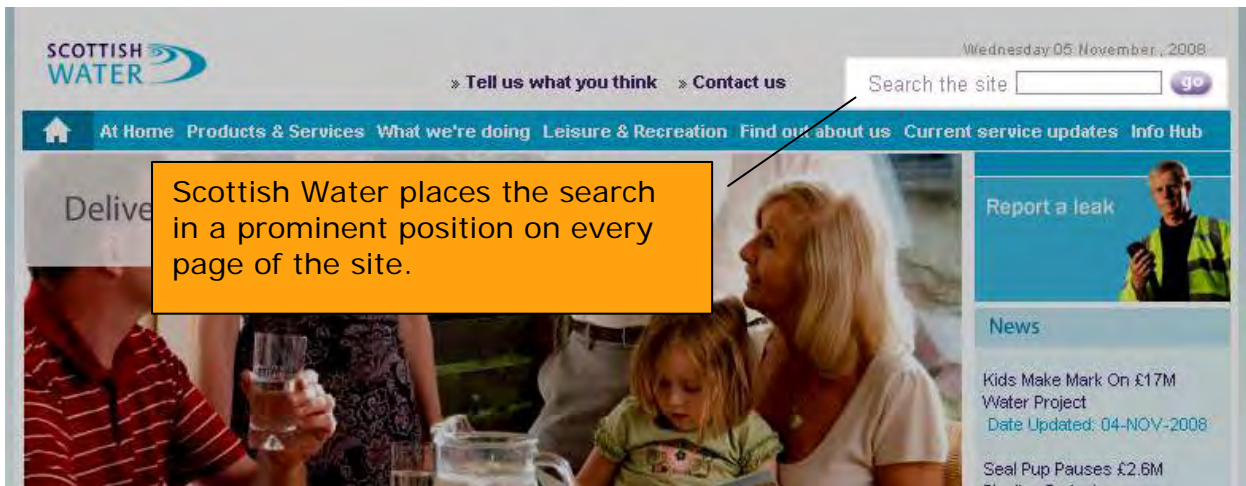 SCOTTISH
WATER
Wednesday 05 November, 2008
» Tell us what you think » Contact us
Search the site
go
At Home Products & Services What we're doing Leisure & Recreation Find out about us Current service updates Info Hub
Delive
Scottish Water places the search
in a prominent position on every
page of the site.
Report a leak
News
Kids Make Mark On £17M
Water Project
Date Updated: 04-NOV-2008
Seal Pup Pauses £2.6M